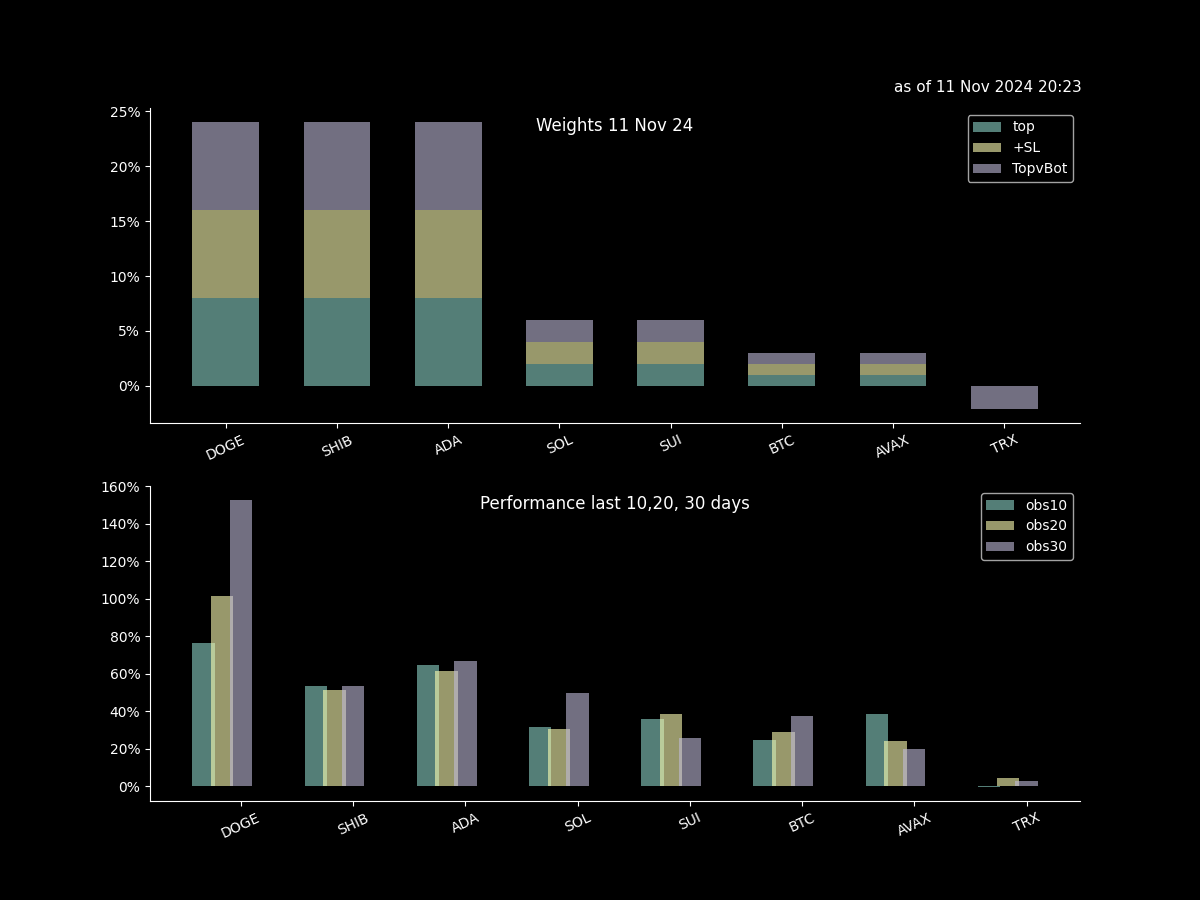 as of 11 Nov 2024 20:23
Weights 11 Nov 24
25%
20%
15%
10%
5%
0%
top
+SL
TopvBot
DOGE SHIB ADA SOL SUI BTC AVAX TRX
Performance last 10,20, 30 days
160%
140%
120%
100%
80%
60%
40%
20%
0%
obs10
obs20
obs30
DOGE SHIB ADA SOL SUI BTC AVAX TRX